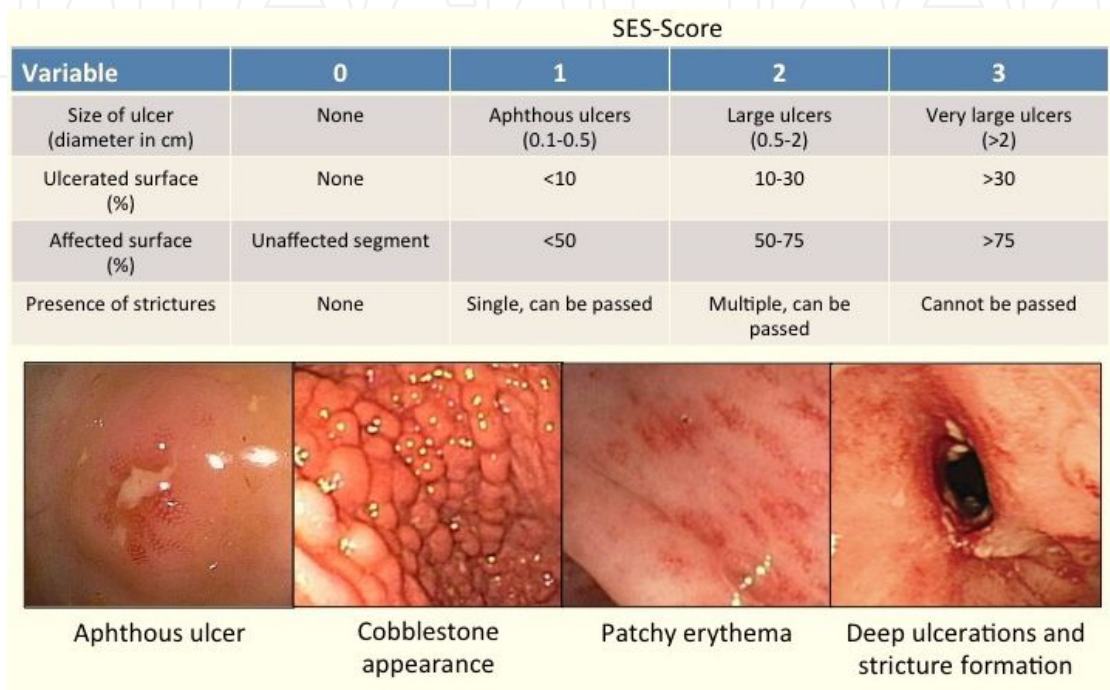 SES-Score
Variable 0 1 2 3
Size of ulcer None Aphthous ulcers Large ulcers Very large ulcers
(diameter in cm) (0.1-0.5) (0.5-2) (>2)
Ulcerated surface None <10 10-30 >30
(%)
Affected surface Unaffected segment <50 50-75 >75
(%)
Presence of strictures None Single, can be passed Multiple, can be Cannot be passed
passed
Aphthous ulcer Cobblestone Patchy erythema Deep ulcerations and
appearance stricture formation